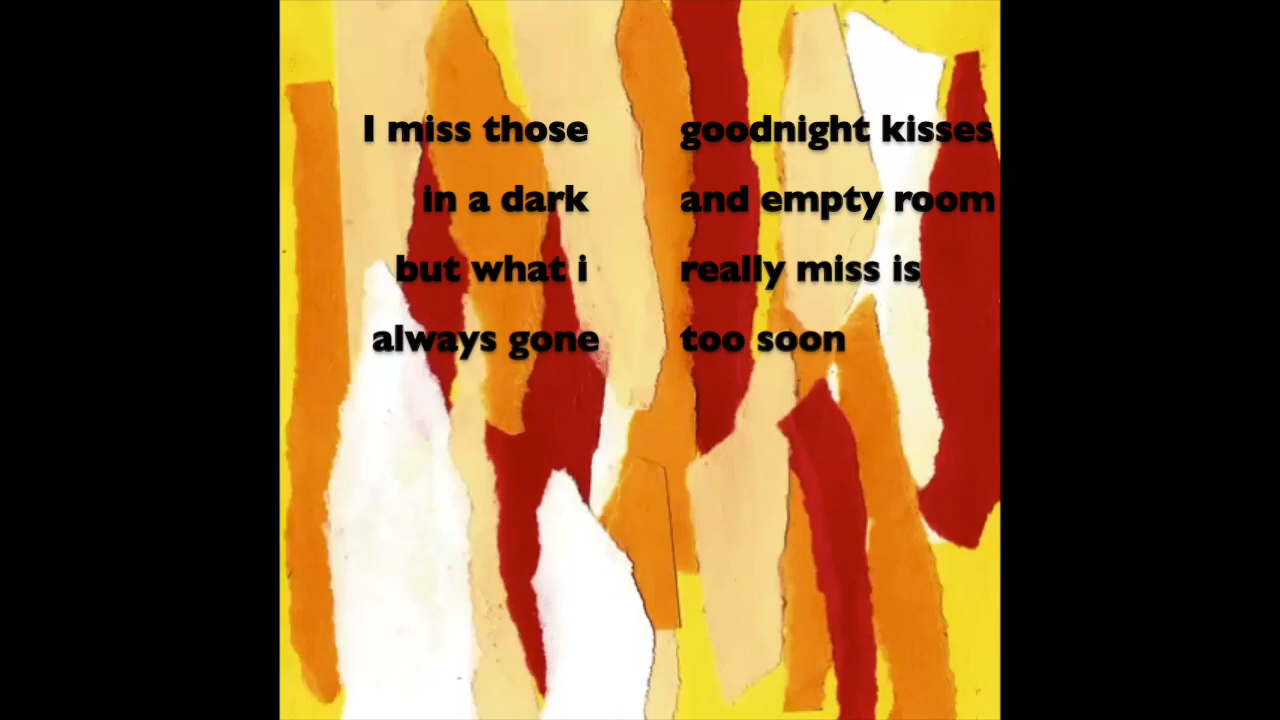 I miss those goodnight kisses
in a dark and empty room
but what i really miss is
always gone too soon